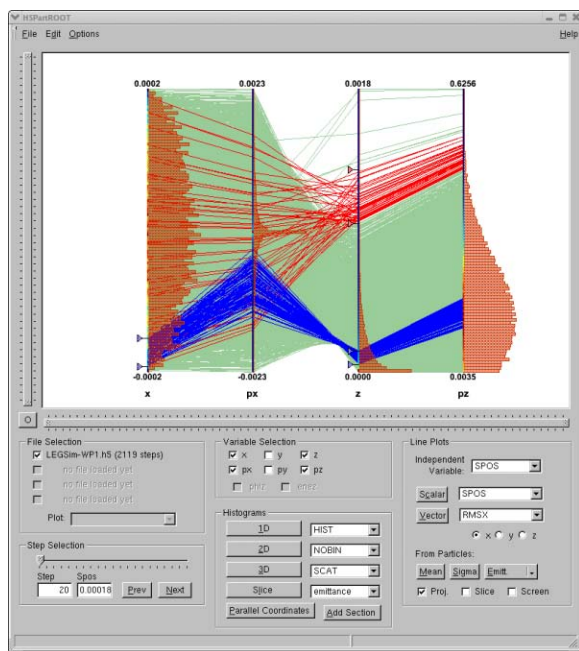 HSPartROOT
File Edit Options Help
0.0002 0.0023 0.0018 0.6256
-0.0002 -0.0023 0.0000 0.0035
x px z pz
File Selection
LEGSim-WP1.h5 (2119 steps)
no file loaded yet
no file loaded yet
no file loaded yet
Plot:
Step Selection
Step Spos
20 0.00018 Prev Next
Variable Selection
x y z
px py pz
phiz enez
Histograms
1D HIST
2D NOBIN
3D SCAT
Slice emittance
Parallel Coordinates Add Section
Line Plots
Independent
Variable: SPOS
Scalar SPOS
Vector RMSX
x y z
From Particles:
Mean Sigma Emitt.
Proj. Slice Screen